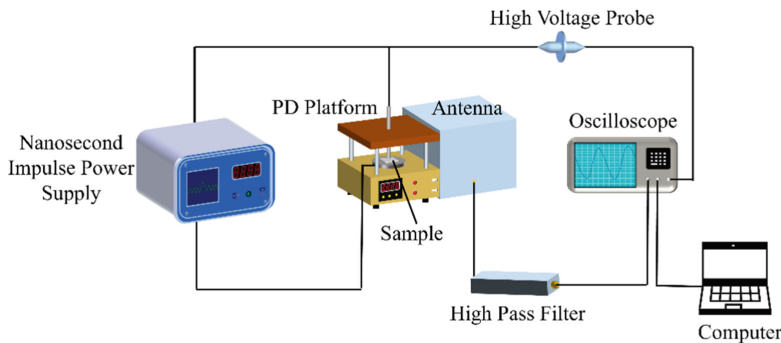 High Voltage Probe
PD Platform
Antenna
Oscilloscope
Nanosecond
Impulse Power
Supply
Sample
High Pass Filter
Computer